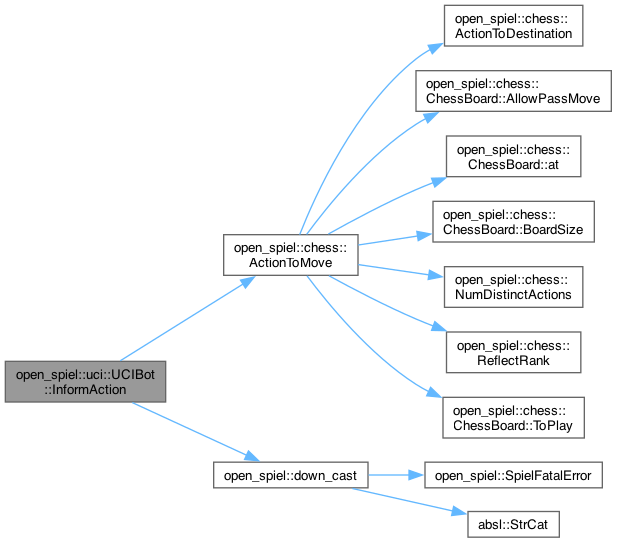 open_spiel::chess::
ActionToDestination
open_spiel::chess::
ChessBoard::AllowPassMove
open_spiel::chess::
ChessBoard::at
open_spiel::chess::
ChessBoard::BoardSize
open_spiel::chess::
ActionToMove
open_spiel::chess::
NumDistinctActions
open_spiel::chess::
ReflectRank
open_spiel::uci::UCIBot
::InformAction
open_spiel::chess::
ChessBoard::ToPlay
open_spiel::down_cast
open_spiel::SpielFatalError
absl::StrCat